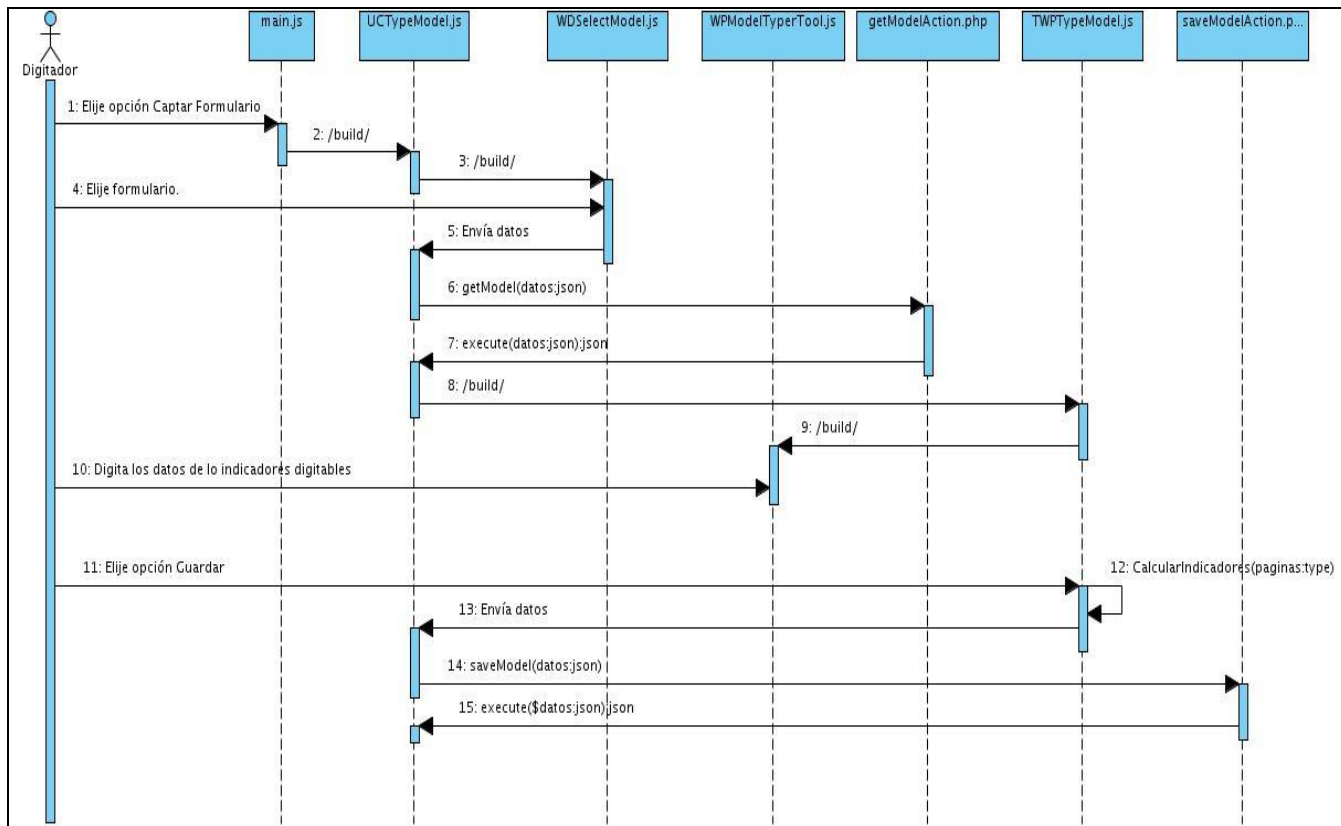 main.js
UCTypeModel.js
WDSelectModel.js
WPModelTyperTool.js
getModelAction.php
TWPTypeModel.js
saveModelAction.p...
Digitador
1: Elije opción Captar Formulario
2: /build/
3: /build/
4: Elije formulario.
5: Envía datos
6: getModel(datos:json)
7: execute(datos:json):json
8: /build/
9: /build/
10: Digita los datos de lo indicadores digitables
11: Elije opción Guardar
12: CalcularIndicadores(paginas:type)
13: Envía datos
14: saveModel(datos:json)
15: execute($datos:json):json